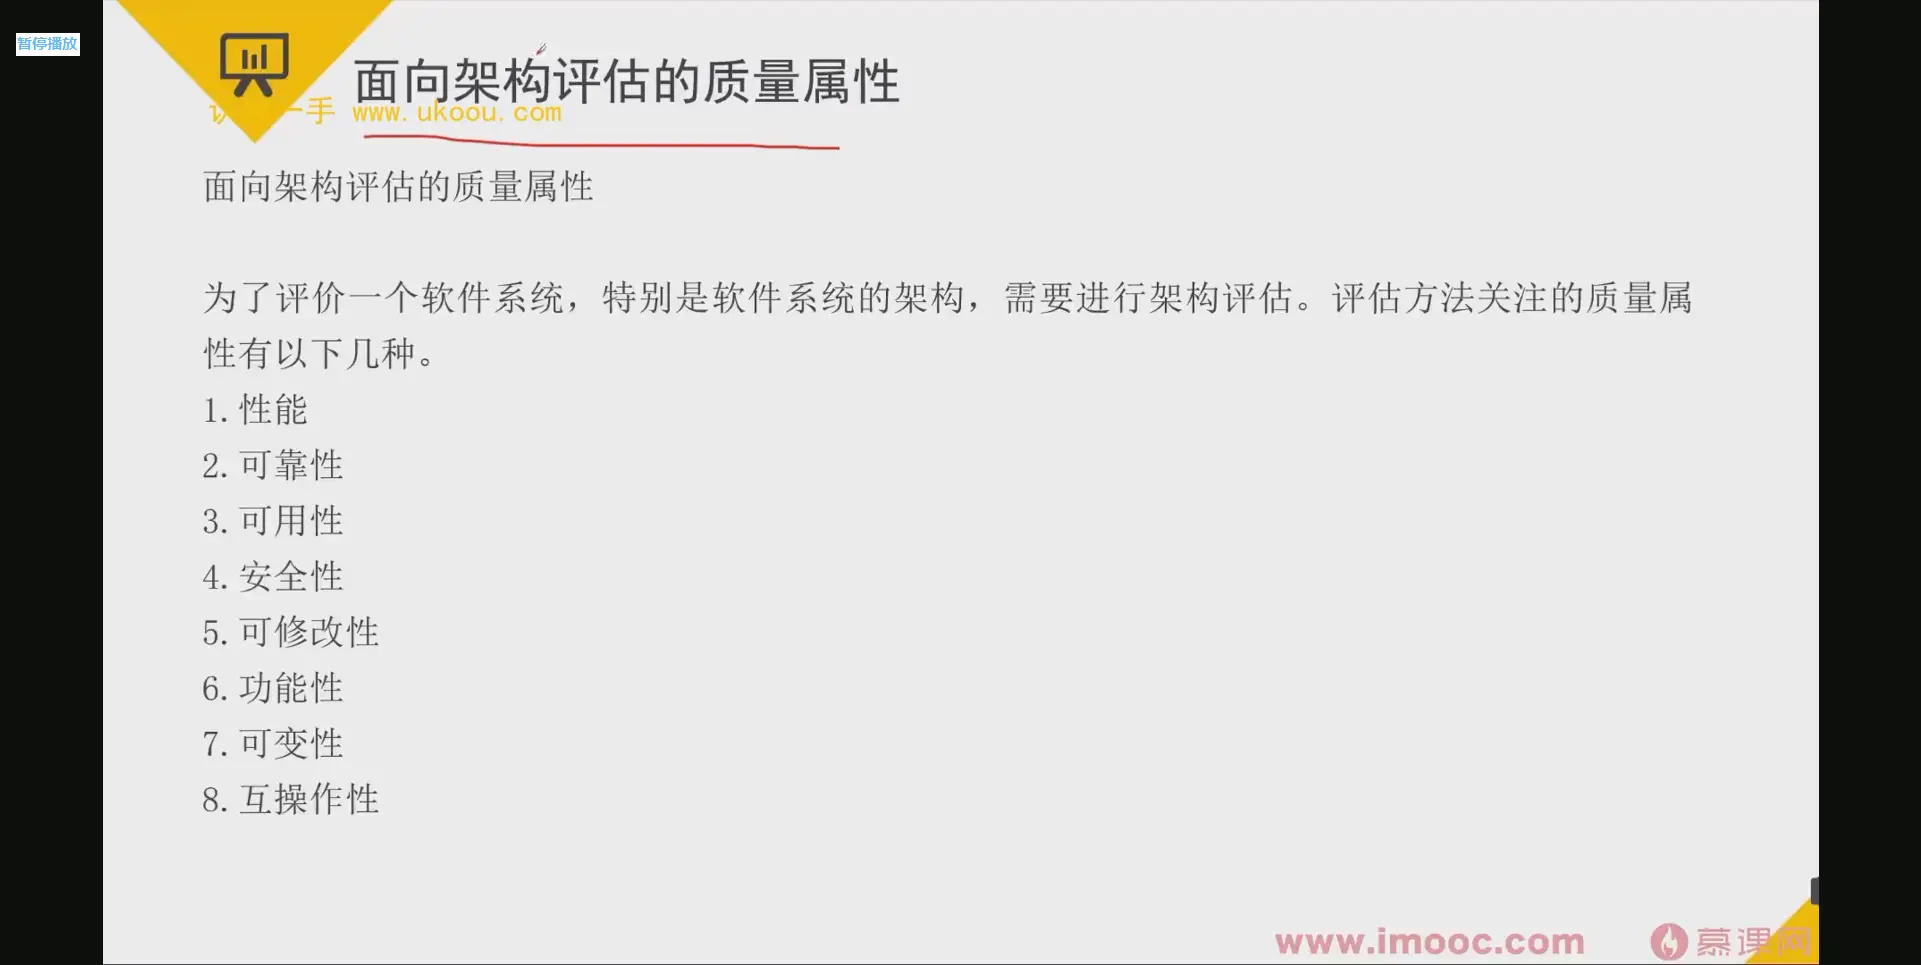 暂停播放
面向架构评估的质量属性
一手 www.ukoou.com
面向架构评估的质量属性
为了评价一个软件系统，特别是软件系统的架构，需要进行架构评估。评估方法关注的质量属
性有以下几种。
1.性能
2.可靠性
3.可用性
4.安全性
5.可修改性
6.功能性
7.可变性
8.互操作性
www.imooc.com 慕课网